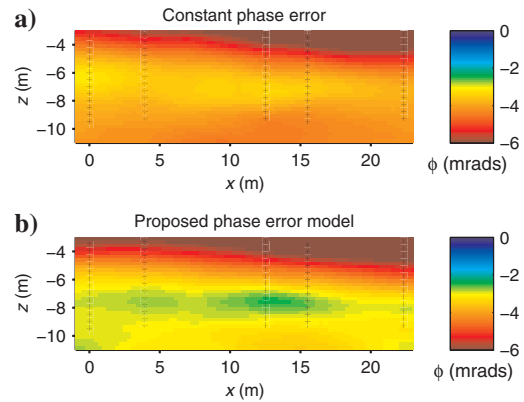 a)
Constant phase error
−4
−6
−8
−10
z (m)
0 5 10 15 20
x (m)
0
−2
−4
−6
ϕ (mrads)
b)
Proposed phase error model
−4
−6
−8
−10
z (m)
0 5 10 15 20
x (m)
0
−2
−4
−6
ϕ (mrads)